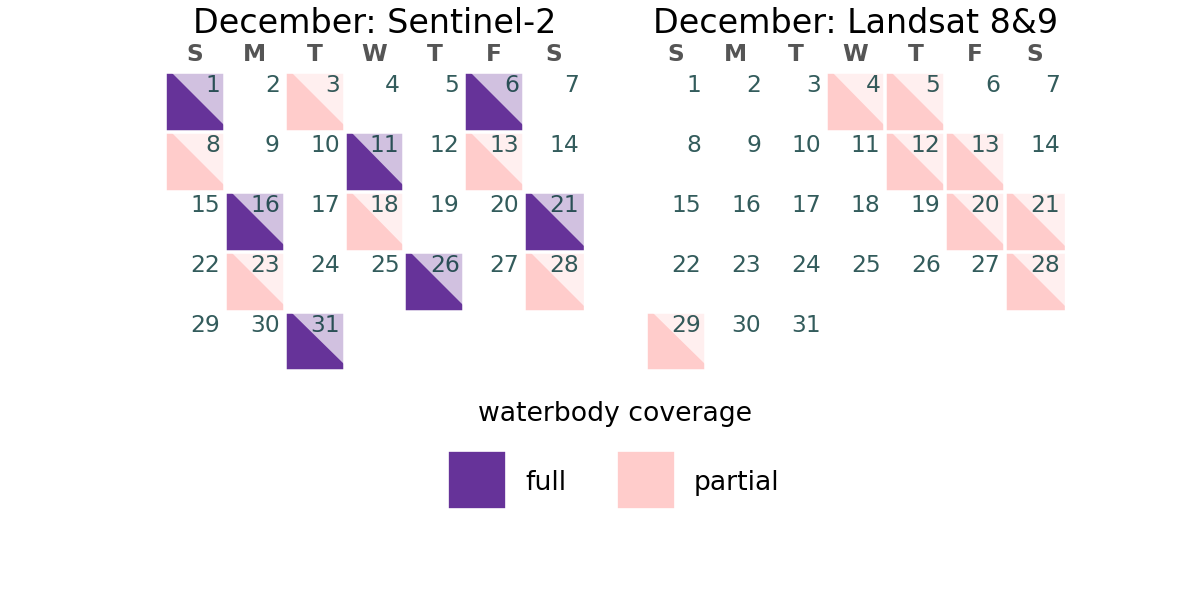 December: Sentinel-2
S M T W T F S
1 2 3 4 5 6 7
8 9 10 11 12 13 14
15 16 17 18 19 20 21
22 23 24 25 26 27 28
29 30 31
December: Landsat 8&9
S M T W T F S
1 2 3 4 5 6 7
8 9 10 11 12 13 14
15 16 17 18 19 20 21
22 23 24 25 26 27 28
29 30 31
waterbody coverage
full partial